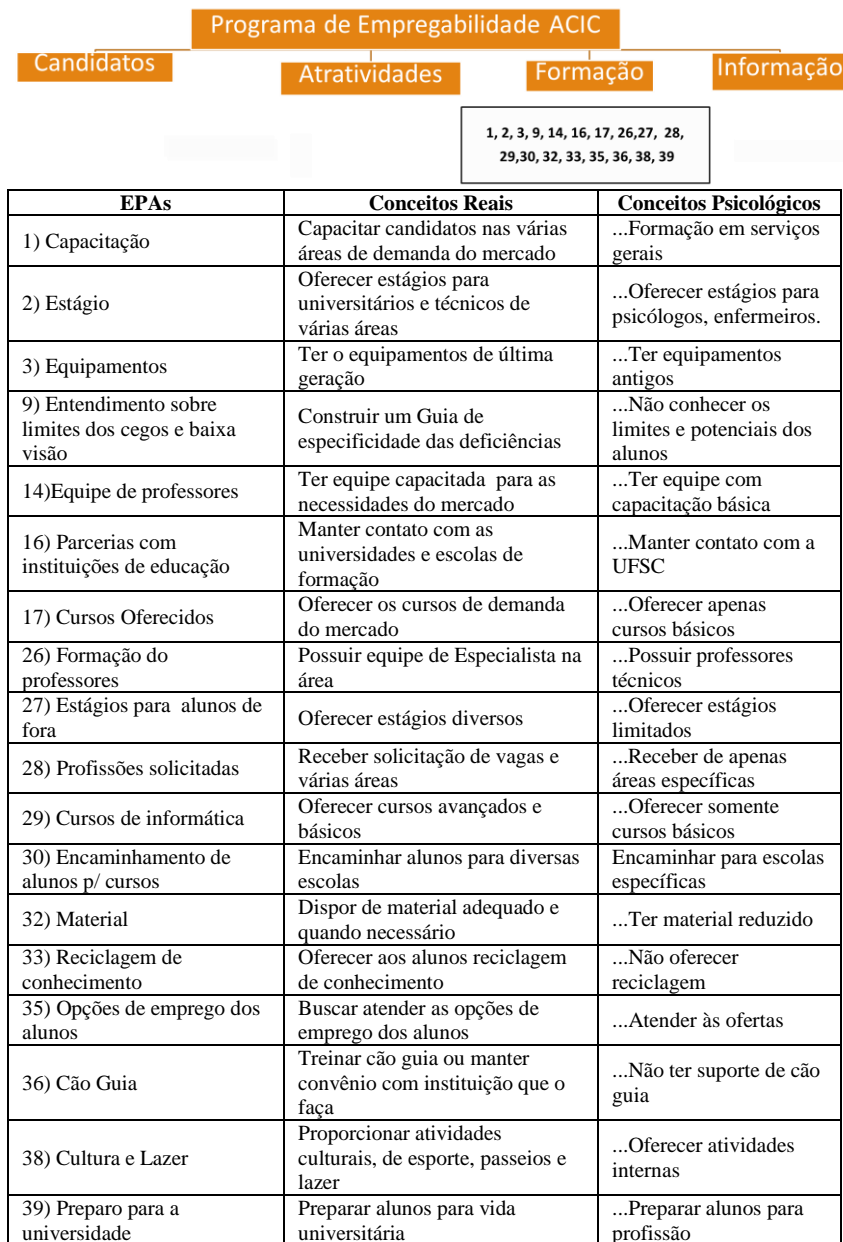 Programa de Empregabilidade ACIC
Candidatos
Atratividades
Formação
Informação
1, 2, 3, 9, 14, 16, 17, 26,27, 28,
29,30, 32, 33, 35, 36, 38, 39
EPAs
Conceitos Reais
Conceitos Psicológicos
1) Capacitação
Capacitar candidatos nas várias
áreas de demanda do mercado
...Formação em serviços
gerais
2) Estágio
Oferecer estágios para
universitários e técnicos de
várias áreas
...Oferecer estágios para
psicólogos, enfermeiros.
3) Equipamentos
Ter o equipamentos de última
geração
...Ter equipamentos
antigos
9) Entendimento sobre
limites dos cegos e baixa
visão
Construir um Guia de
especificidade das deficiências
...Não conhecer os
limites e potenciais dos
alunos
14)Equipe de professores
Ter equipe capacitada para as
necessidades do mercado
...Ter equipe com
capacitação básica
16) Parcerias com
instituições de educação
Manter contato com as
universidades e escolas de
formação
...Manter contato com a
UFSC
17) Cursos Oferecidos
Oferecer os cursos de demanda
do mercado
...Oferecer apenas
cursos básicos
26) Formação do
professores
Possuir equipe de Especialista na
área
...Possuir professores
técnicos
27) Estágios para alunos de
fora
Oferecer estágios diversos
...Oferecer estágios
limitados
28) Profissões solicitadas
Receber solicitação de vagas e
várias áreas
...Receber de apenas
áreas específicas
29) Cursos de informática
Oferecer cursos avançados e
básicos
...Oferecer somente
cursos básicos
30) Encaminhamento de
alunos p/ cursos
Encaminhar alunos para diversas
escolas
Encaminhar para escolas
específicas
32) Material
Dispor de material adequado e
quando necessário
...Ter material reduzido
33) Reciclagem de
conhecimento
Oferecer aos alunos reciclagem
de conhecimento
...Não oferecer
reciclagem
35) Opções de emprego dos
alunos
Buscar atender as opções de
emprego dos alunos
...Atender às ofertas
36) Cão Guia
Treinar cão guia ou manter
convênio com instituição que o
faça
...Não ter suporte de cão
guia
38) Cultura e Lazer
Proporcionar atividades
culturais, de esporte, passeios e
lazer
...Oferecer atividades
internas
39) Preparo para a
universidade
Preparar alunos para vida
universitária
...Preparar alunos para
profissão